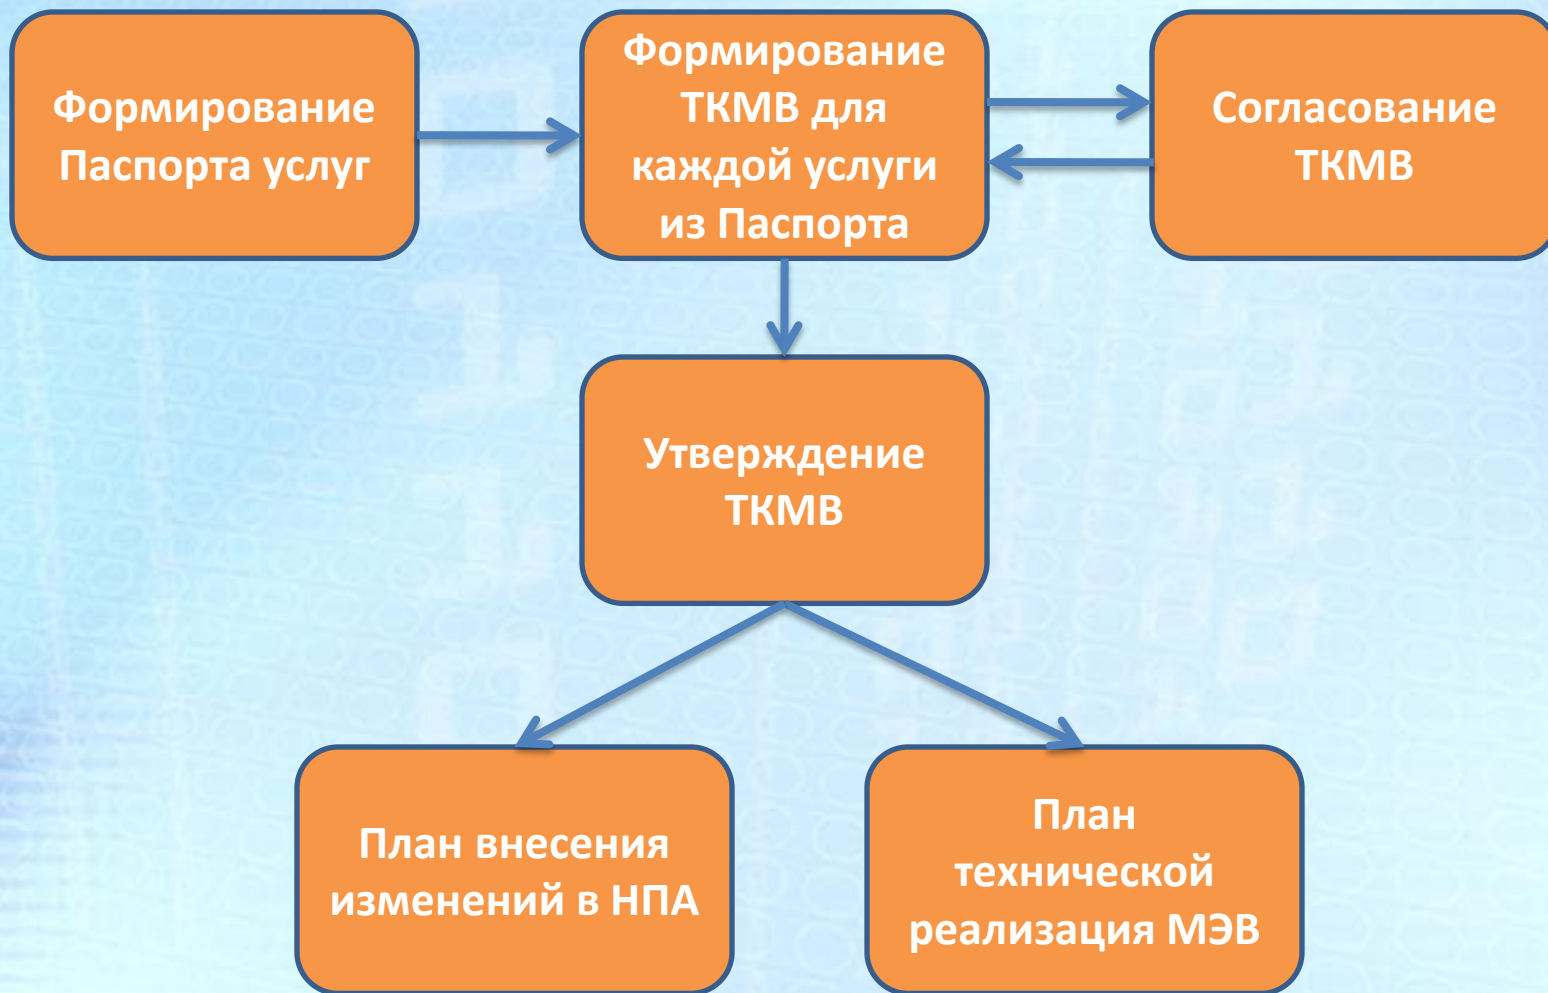 Формирование
Паспорта услуг
Формирование
ТКМВ для
каждой услуги
из Паспорта
Согласование
ТКМВ
Утверждение
ТКМВ
План внесения
изменений в НПА
План
технической
реализация МЭВ